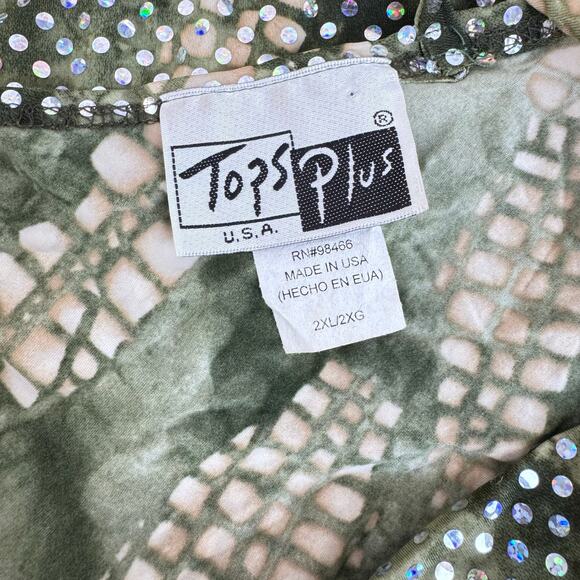 Tops Plus ®
U.S.A.
RN#98466
MADE IN USA
(HECHO EN EUA)
2XL/2XG